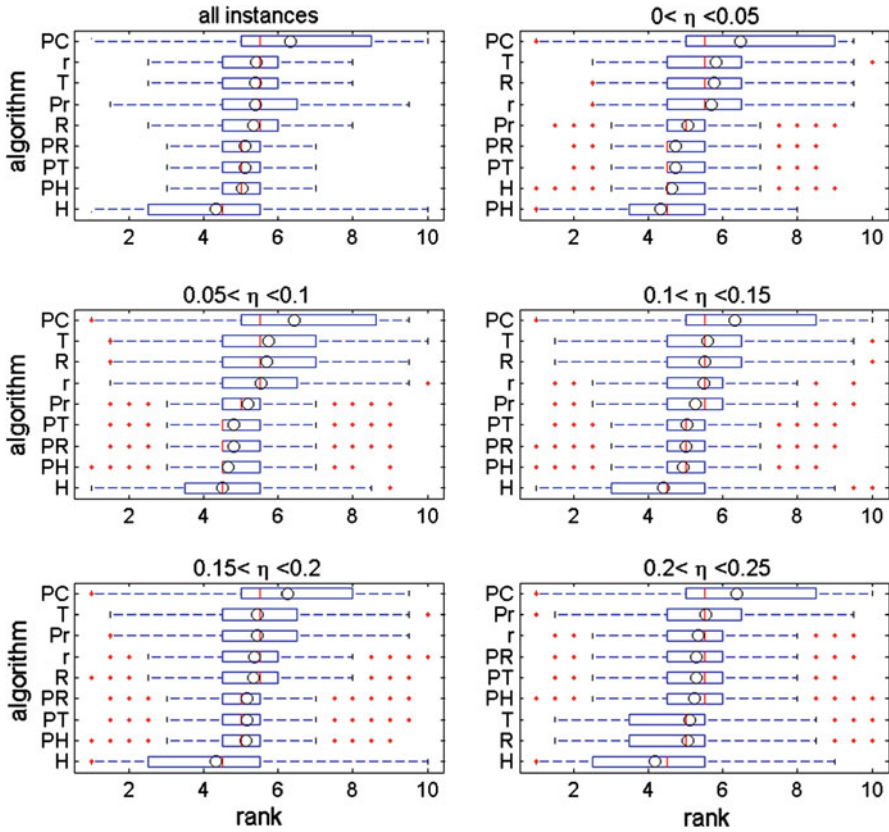 all instances
algorithm
PC
r
T
Pr
R
PR
PT
PH
H
2 4 6 8 10
0< η <0.05
PC
T
R
r
Pr
PR
PT
H
PH
2 4 6 8 10
0.05< η <0.1
algorithm
PC
T
R
r
Pr
PT
PR
PH
H
2 4 6 8 10
0.1< η <0.15
PC
T
R
r
Pr
PT
PR
PH
H
2 4 6 8 10
0.15< η <0.2
algorithm
PC
T
Pr
r
R
PR
PT
PH
H
2 4 6 8 10
rank
0.2< η <0.25
PC
Pr
r
PR
PT
PH
T
R
H
2 4 6 8 10
rank